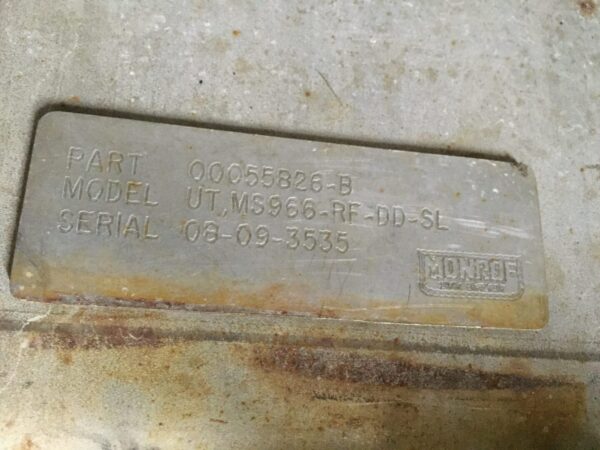 PART 00055826-B
MODEL UT,MS966-RF-DD-SL
SERIAL 08-09-3535
MONROE